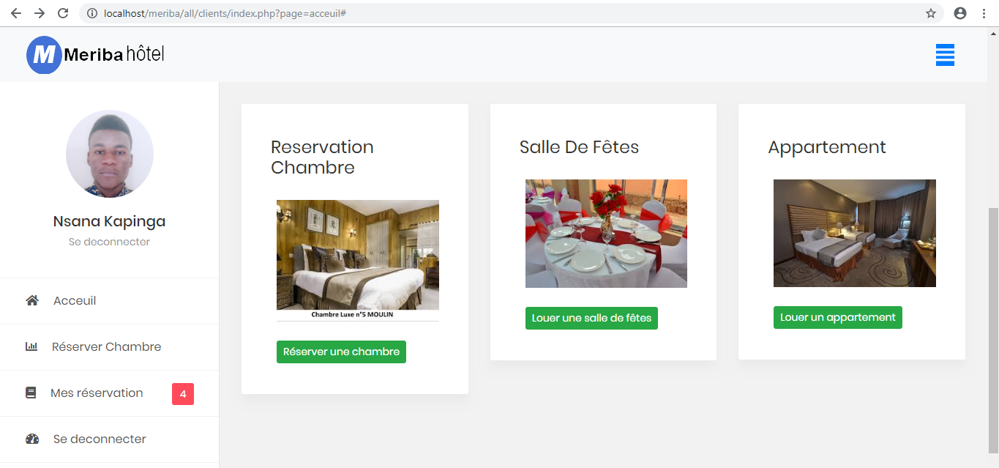 localhost/meriba/all/clients/index.php?page=acceuil#
M Meriba hôtel
Nsana Kapinga
Se deconnecter
Acceuil
Réserver Chambre
Mes réservation 4
Se deconnecter
Reservation
Chambre
Chambre Luxe n°5 MOULIN
Réserver une chambre
Salle De Fêtes
Louer une salle de fêtes
Appartement
Louer un appartement